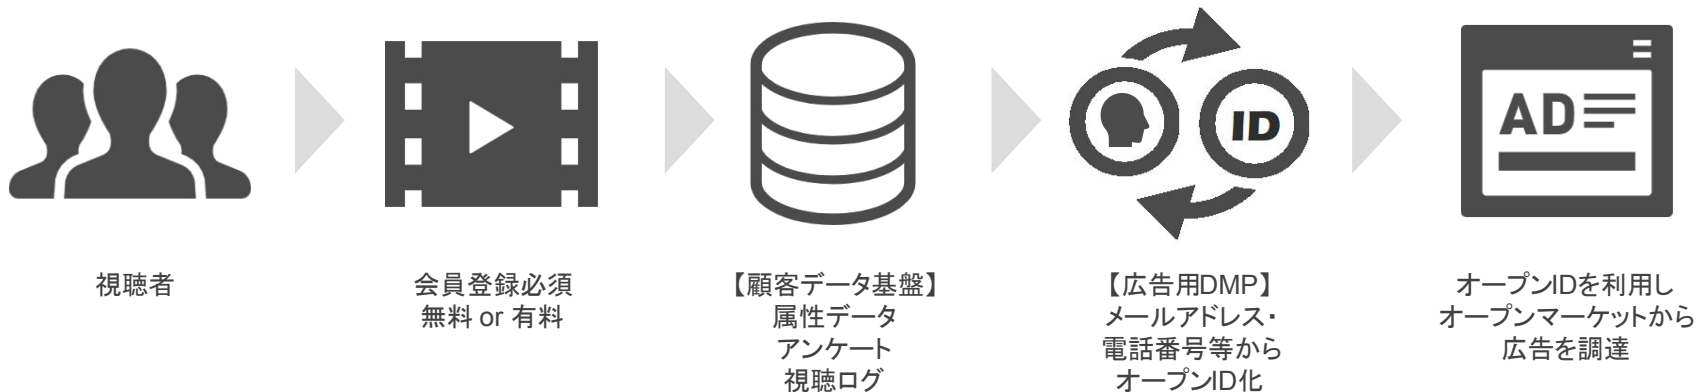 ID
AD
視聴者
会員登録必須
無料 or 有料
【顧客データ基盤】
属性データ
アンケート
視聴ログ
【広告用DMP】
メールアドレス・
電話番号等から
オープンID化
オープンIDを利用し
オープンマーケットから
広告を調達